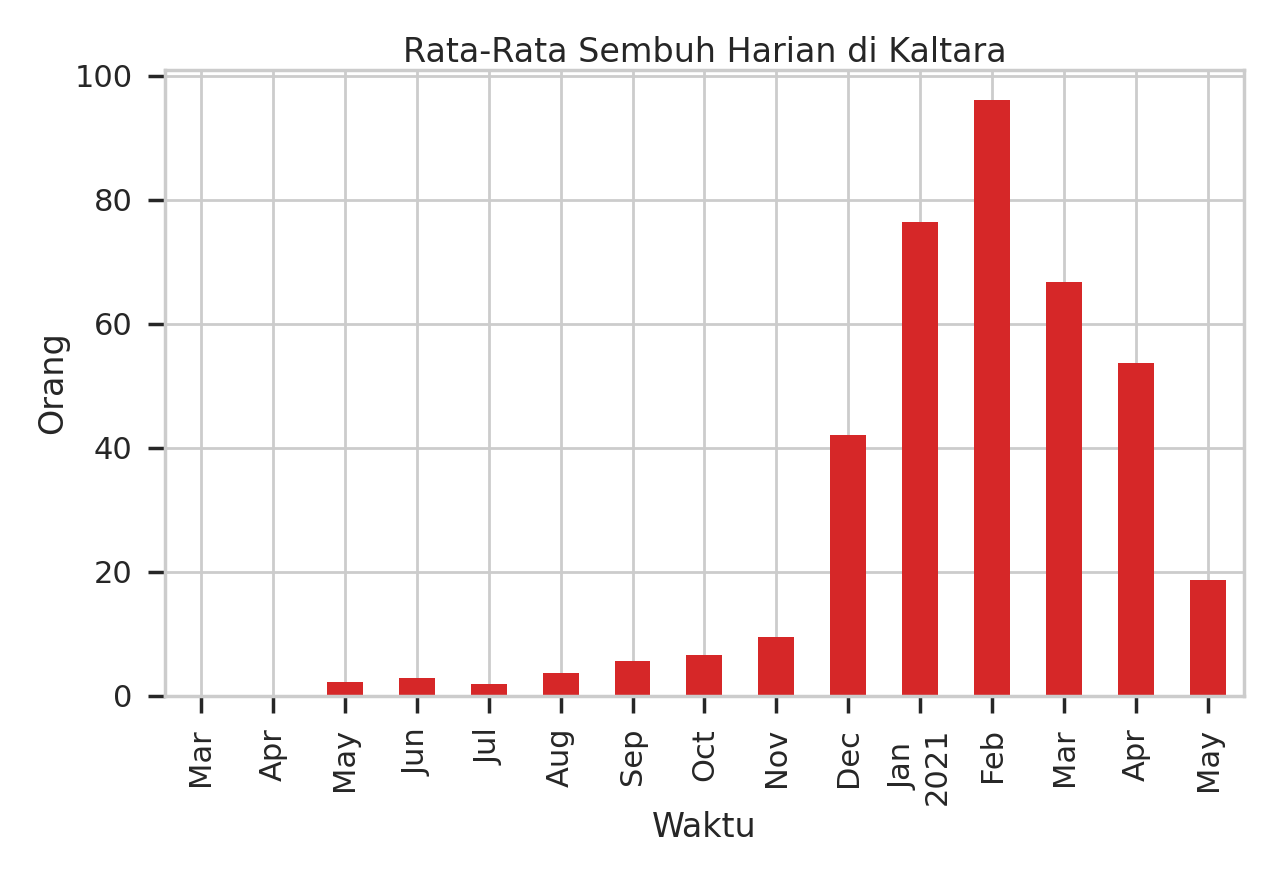 Rata-Rata Sembuh Harian di Kaltara
100
80
60
40
20
0
Orang
Mar
Apr
May
Jun
Jul
Aug
Sep
Oct
Nov
Dec
Jan
2021
Feb
Mar
Apr
May
Waktu